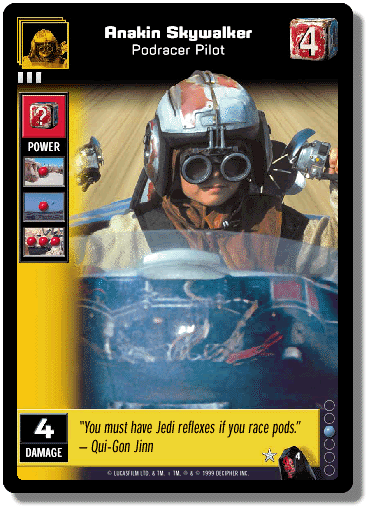 Anakin Skywalker
Podracer Pilot
4
?
POWER
4
DAMAGE
"You must have Jedi reflexes if you race pods."
– Qui-Gon Jinn
4
© LUCASFILM LTD. & TM. ® & © 1999 DECIPHER INC.